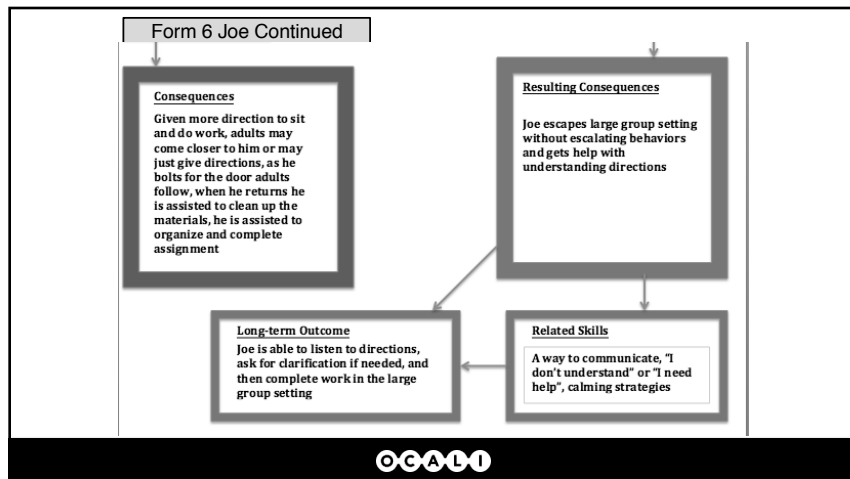 Form 6 Joe Continued
Consequences
Given more direction to sit
and do work, adults may
come closer to him or may
just give directions, as he
bolts for the door adults
follow, when he returns he
is assisted to clean up the
materials, he is assisted to
organize and complete
assignment
Resulting Consequences
Joe escapes large group setting
without escalating behaviors
and gets help with
understanding directions
Long-term Outcome
Joe is able to listen to directions,
ask for clarification if needed, and
then complete work in the large
group setting
Related Skills
A way to communicate, “I
don’t understand” or “I need
help”, calming strategies
OCALI